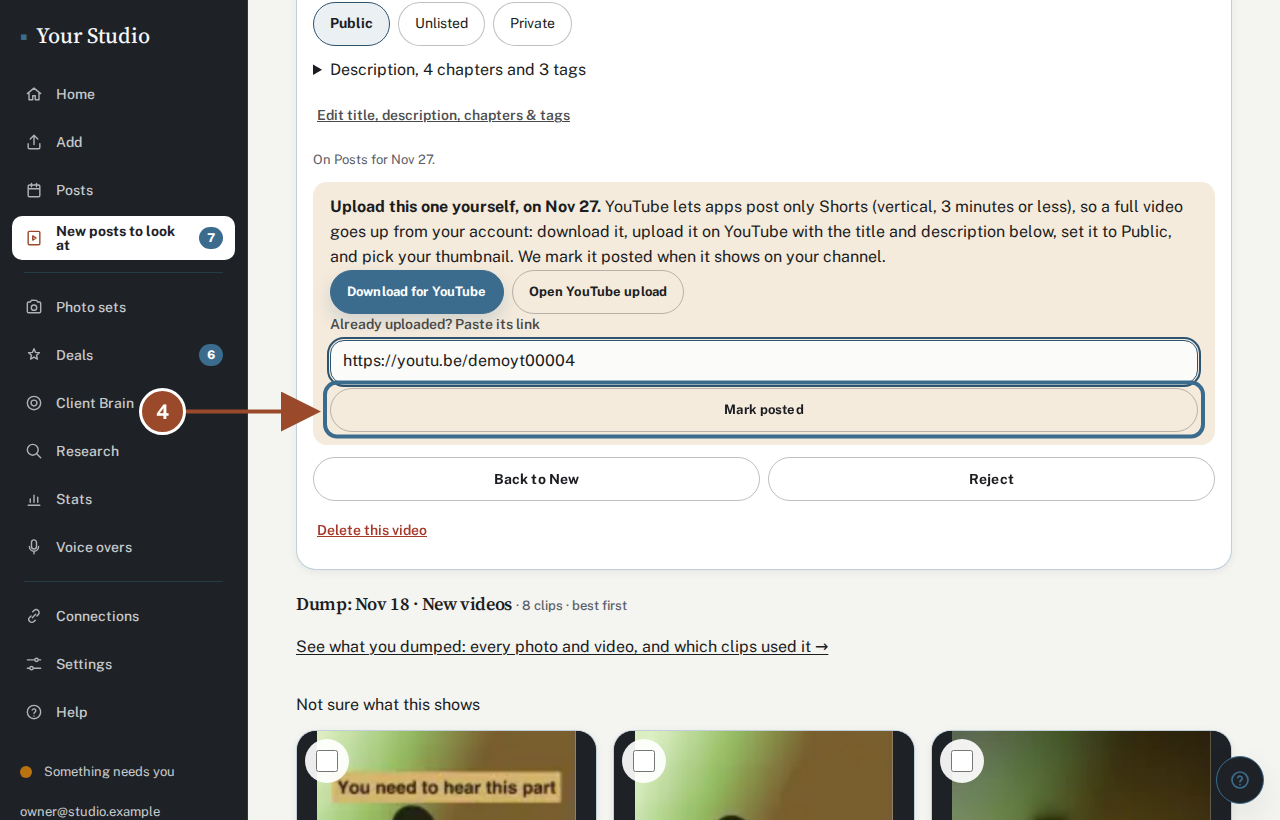 Your Studio
Home
Add
Posts
New posts to look at
7
Photo sets
Deals
6
Client Brain
4
Research
Stats
Voice overs
Connections
Settings
Help
Something needs you
owner@studio.example
Public
Unlisted
Private
Description, 4 chapters and 3 tags
Edit title, description, chapters & tags
On Posts for Nov 27.
Upload this one yourself, on Nov 27. YouTube lets apps post only Shorts (vertical, 3 minutes or less), so a full video
goes up from your account: download it, upload it on YouTube with the title and description below, set it to Public,
and pick your thumbnail. We mark it posted when it shows on your channel.
Download for YouTube
Open YouTube upload
Already uploaded? Paste its link
https://youtu.be/demoyt00004
Mark posted
Back to New
Reject
Delete this video
Dump: Nov 18 · New videos · 8 clips · best first
See what you dumped: every photo and video, and which clips used it →
Not sure what this shows
You need to hear this part